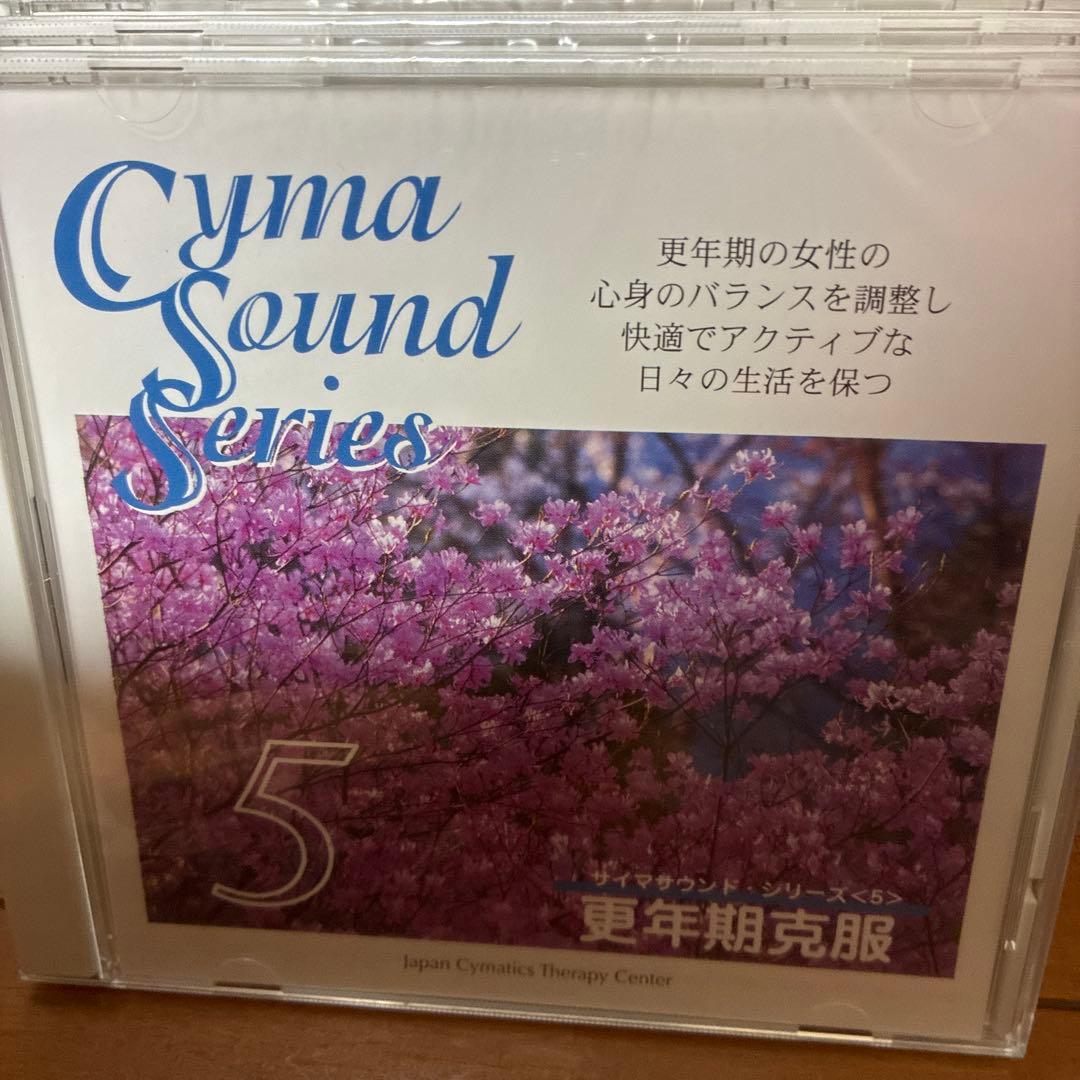 Cyma
Sound
Series
更年期の女性の
心身のバランスを調整し
快適でアクティブな
日々の生活を保つ
5
サイマサウンド・シリーズ<5>
更年期克服
Japan Cymatics Therapy Center